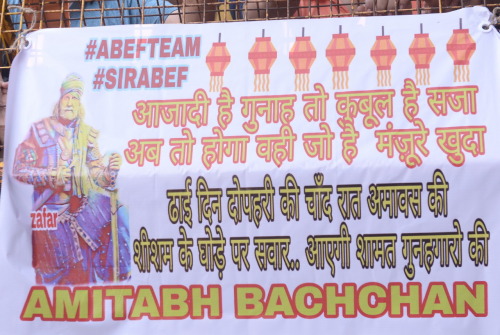 #ABEFTEAM
#SIRABEF
आजादी है गुनाह तो कुबूल है सजा
अब तो होगा वही जो है मंज़ूरे खुदा
ढाई दिन दोपहरी की चाँद रात अमावस की
शीशम के घोड़े पर सवार.. आएगी शामत गुनहगारो की
zafar
AMITABH BACHCHAN